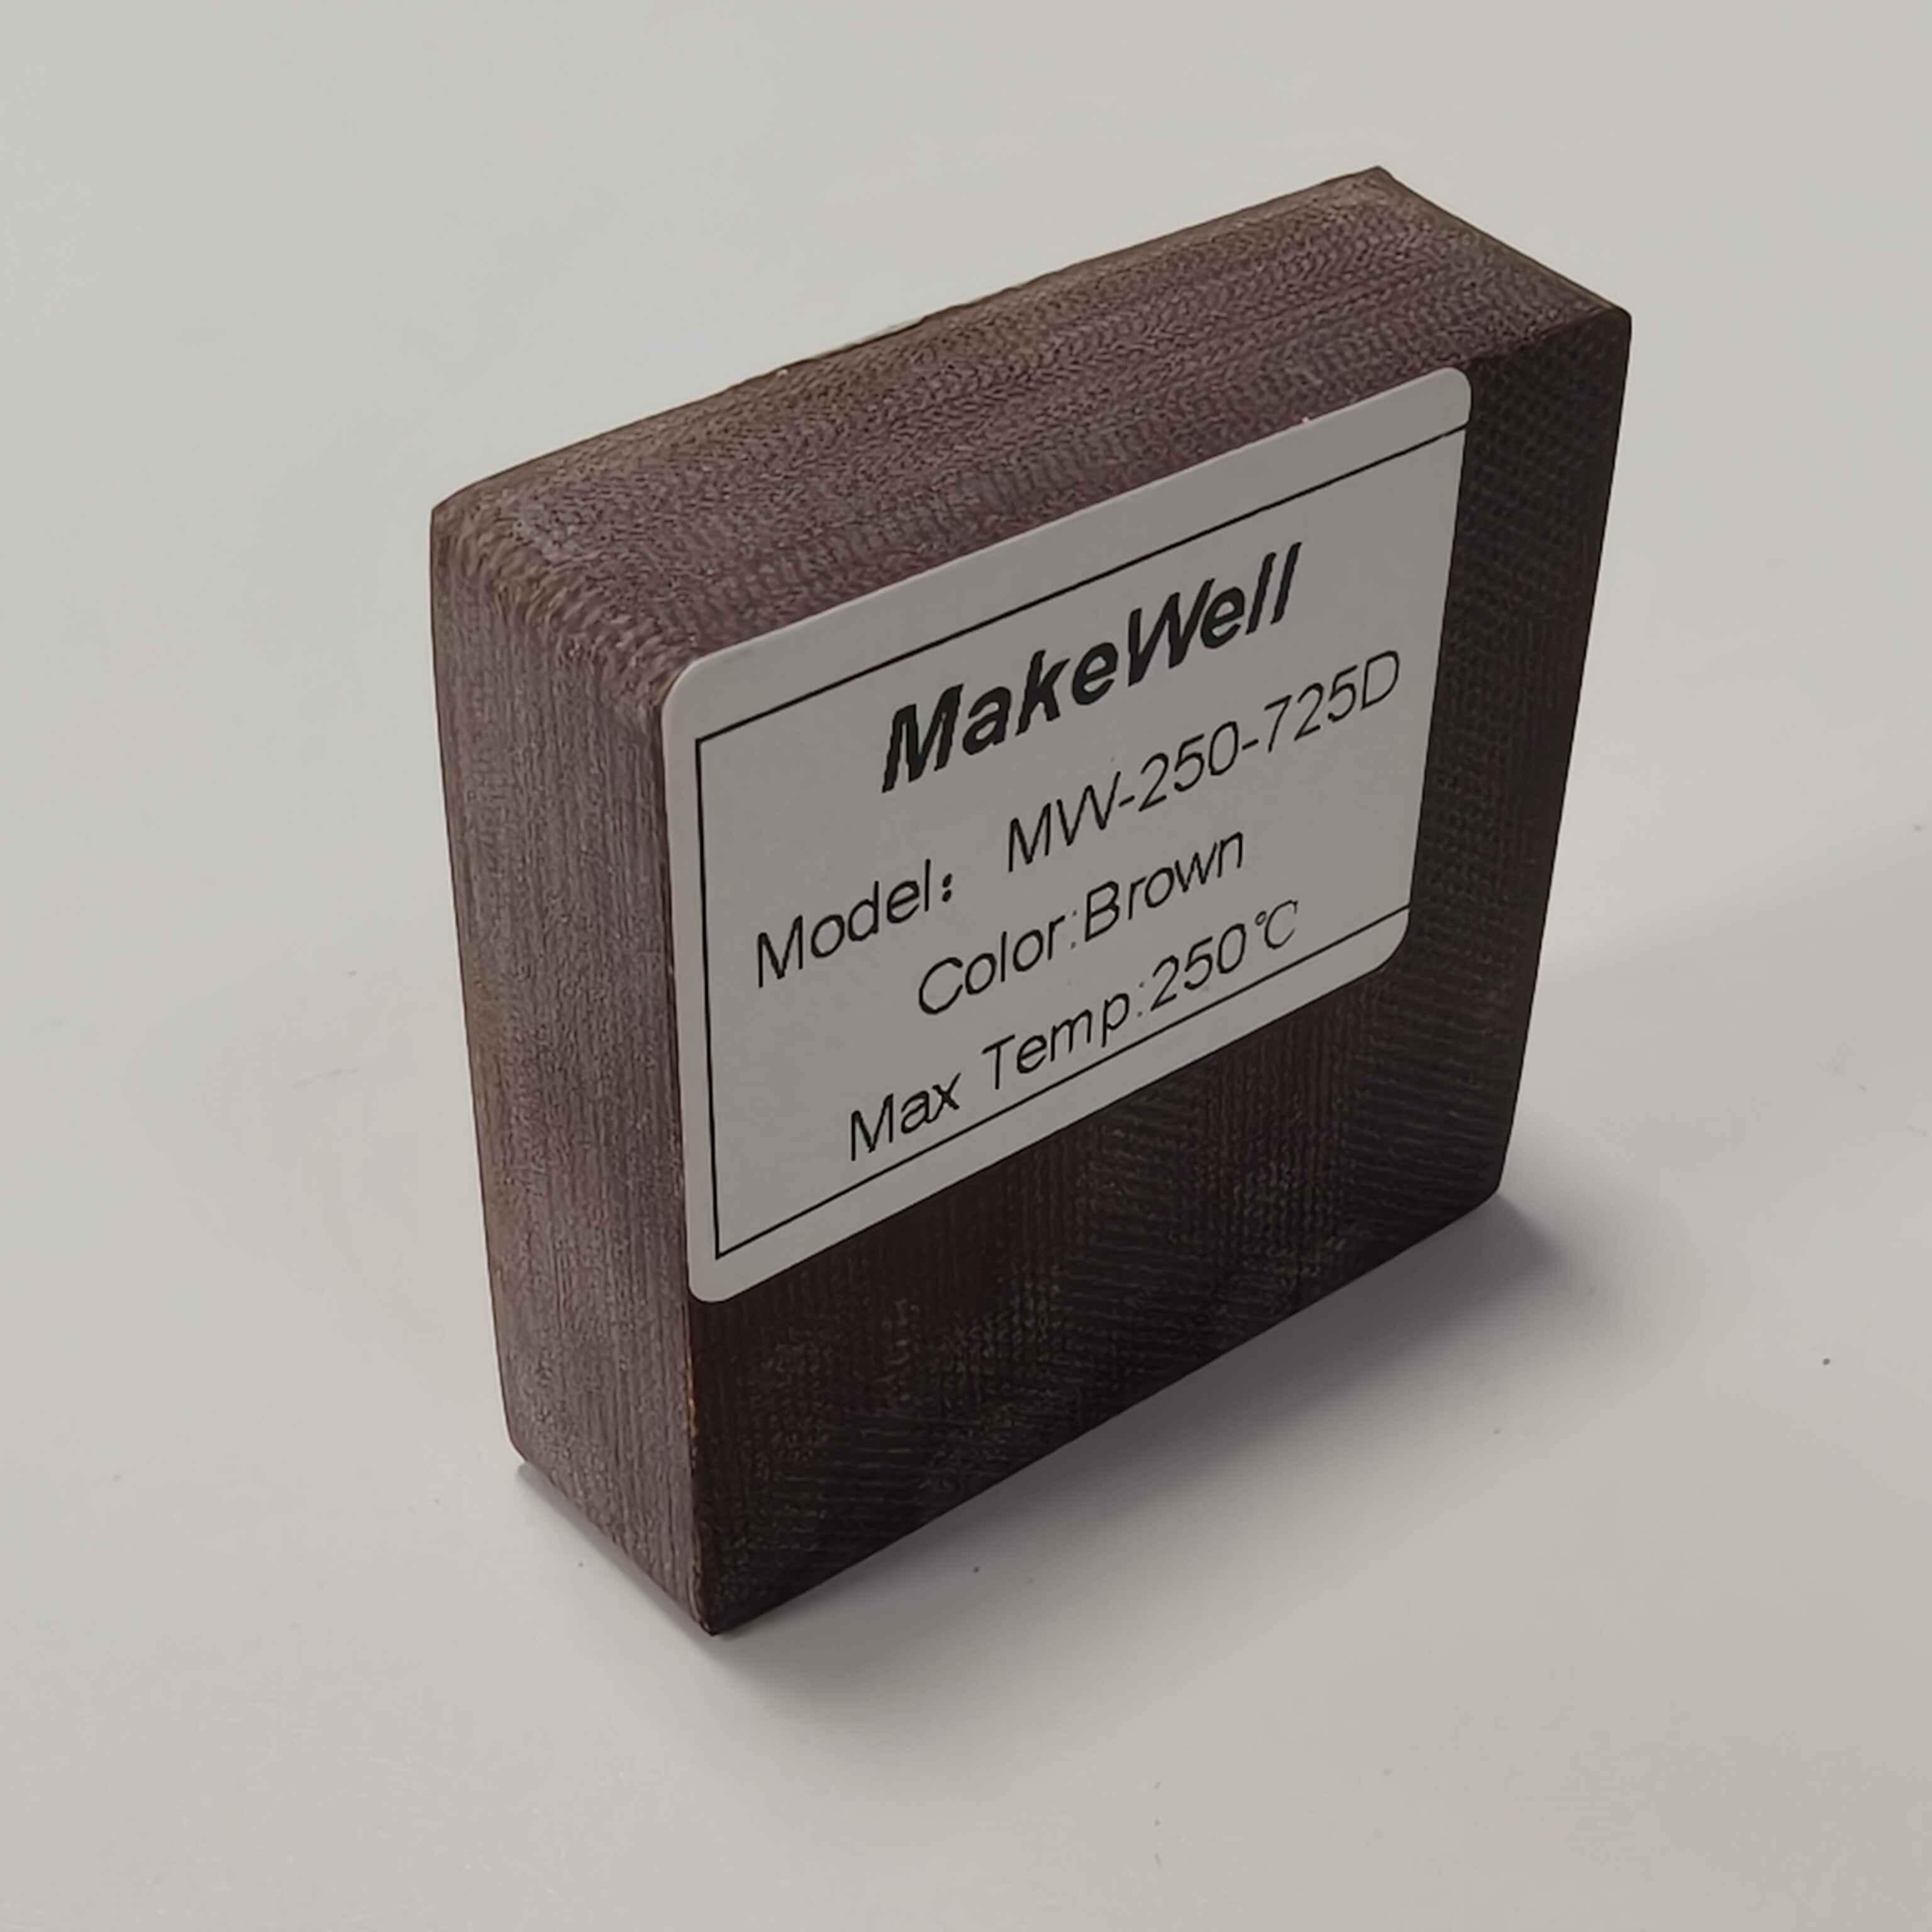 MakeWell
Model： MW-250-725D
Color:Brown
Max Temp:250℃